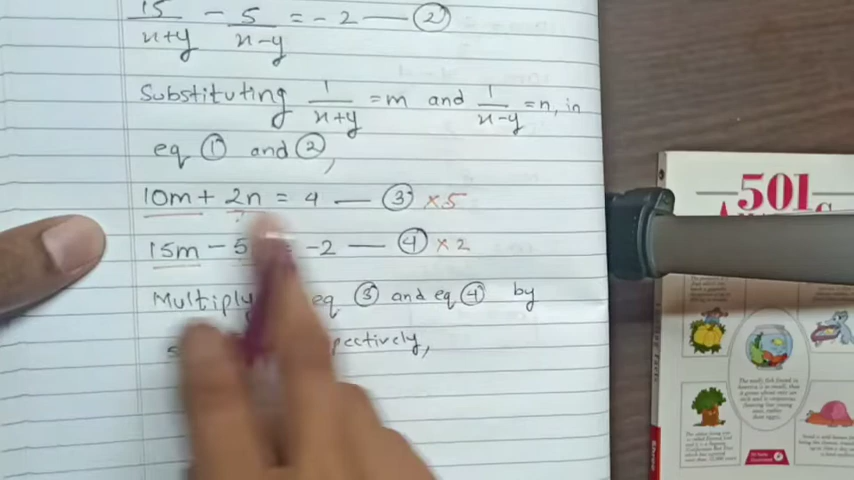 15/(x+y) - 5/(x-y) = -2 — ②
Substituting 1/(x+y) = m and 1/(x-y) = n, in
eq ① and ②,
10m + 2n = 4 — ③ ×5
15m - 5 = -2 — ④ ×2
Multiply eq ③ and eq ④ by
pectively,
501